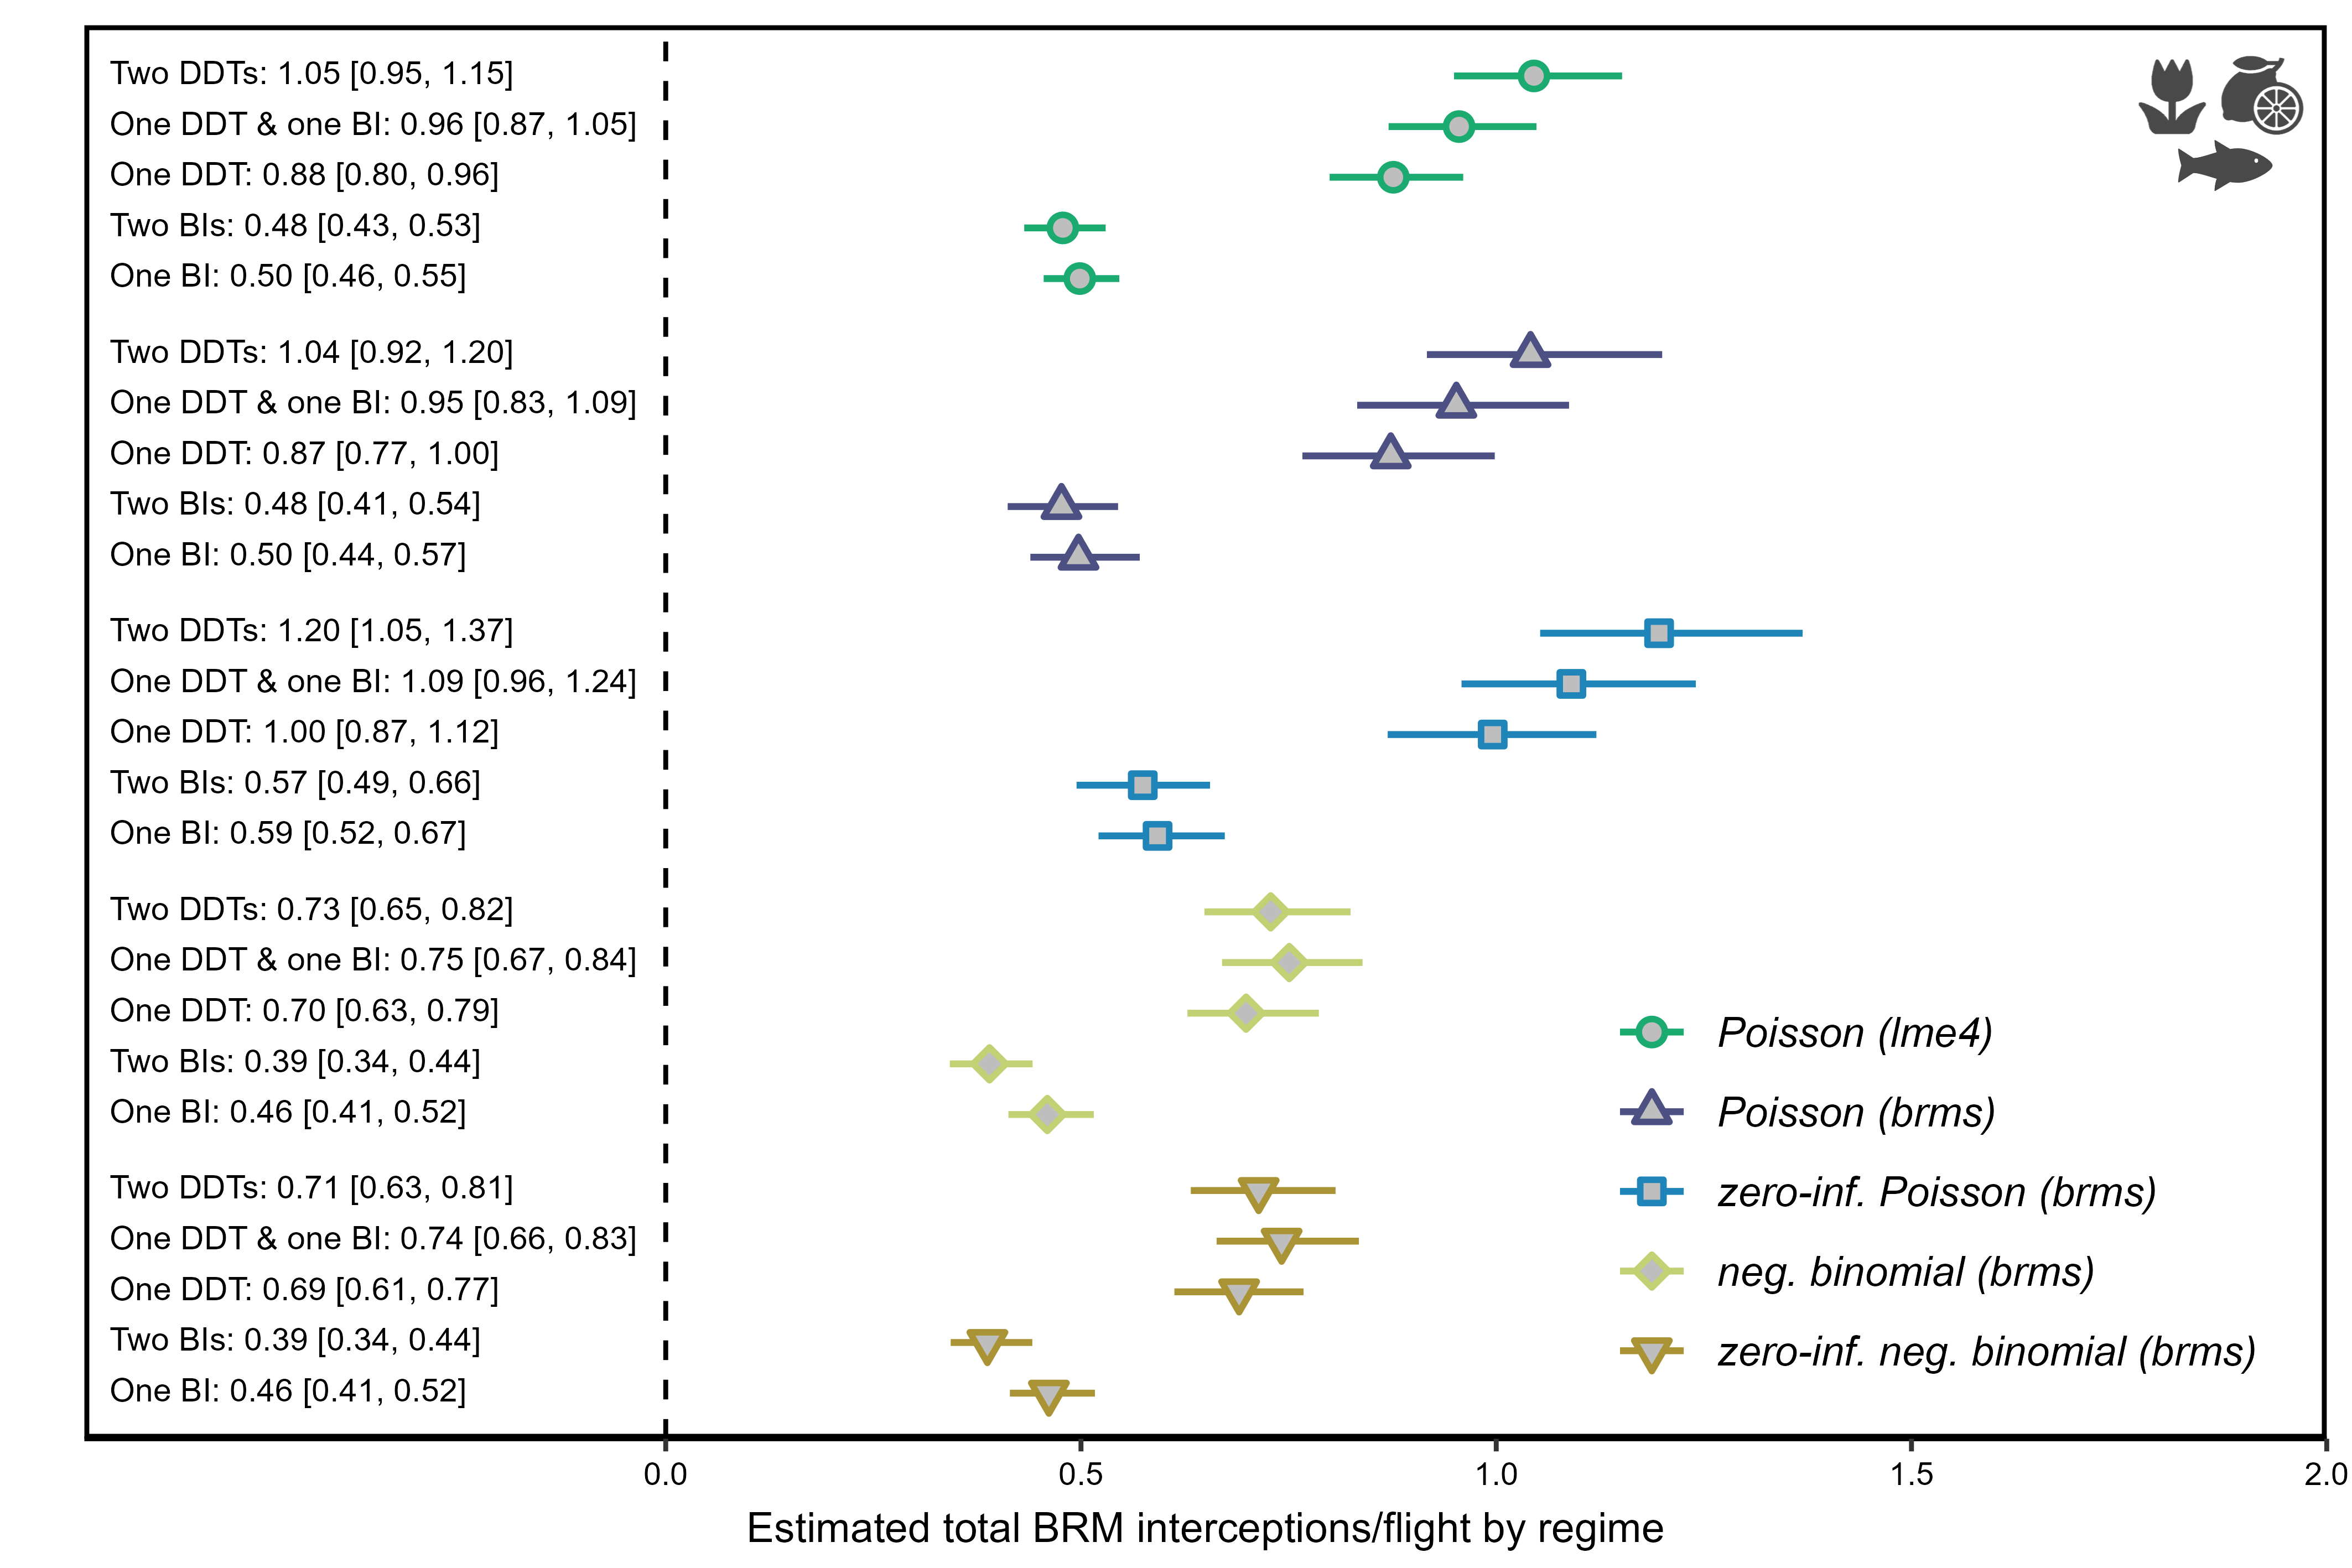 Two DDTs: 1.05 [0.95, 1.15]
One DDT & one BI: 0.96 [0.87, 1.05]
One DDT: 0.88 [0.80, 0.96]
Two BIs: 0.48 [0.43, 0.53]
One BI: 0.50 [0.46, 0.55]
Two DDTs: 1.04 [0.92, 1.20]
One DDT & one BI: 0.95 [0.83, 1.09]
One DDT: 0.87 [0.77, 1.00]
Two BIs: 0.48 [0.41, 0.54]
One BI: 0.50 [0.44, 0.57]
Two DDTs: 1.20 [1.05, 1.37]
One DDT & one BI: 1.09 [0.96, 1.24]
One DDT: 1.00 [0.87, 1.12]
Two BIs: 0.57 [0.49, 0.66]
One BI: 0.59 [0.52, 0.67]
Two DDTs: 0.73 [0.65, 0.82]
One DDT & one BI: 0.75 [0.67, 0.84]
One DDT: 0.70 [0.63, 0.79]
Two BIs: 0.39 [0.34, 0.44]
One BI: 0.46 [0.41, 0.52]
Two DDTs: 0.71 [0.63, 0.81]
One DDT & one BI: 0.74 [0.66, 0.83]
One DDT: 0.69 [0.61, 0.77]
Two BIs: 0.39 [0.34, 0.44]
One BI: 0.46 [0.41, 0.52]
Poisson (lme4)
Poisson (brms)
zero-inf. Poisson (brms)
neg. binomial (brms)
zero-inf. neg. binomial (brms)
0.0 0.5 1.0 1.5 2.0
Estimated total BRM interceptions/flight by regime